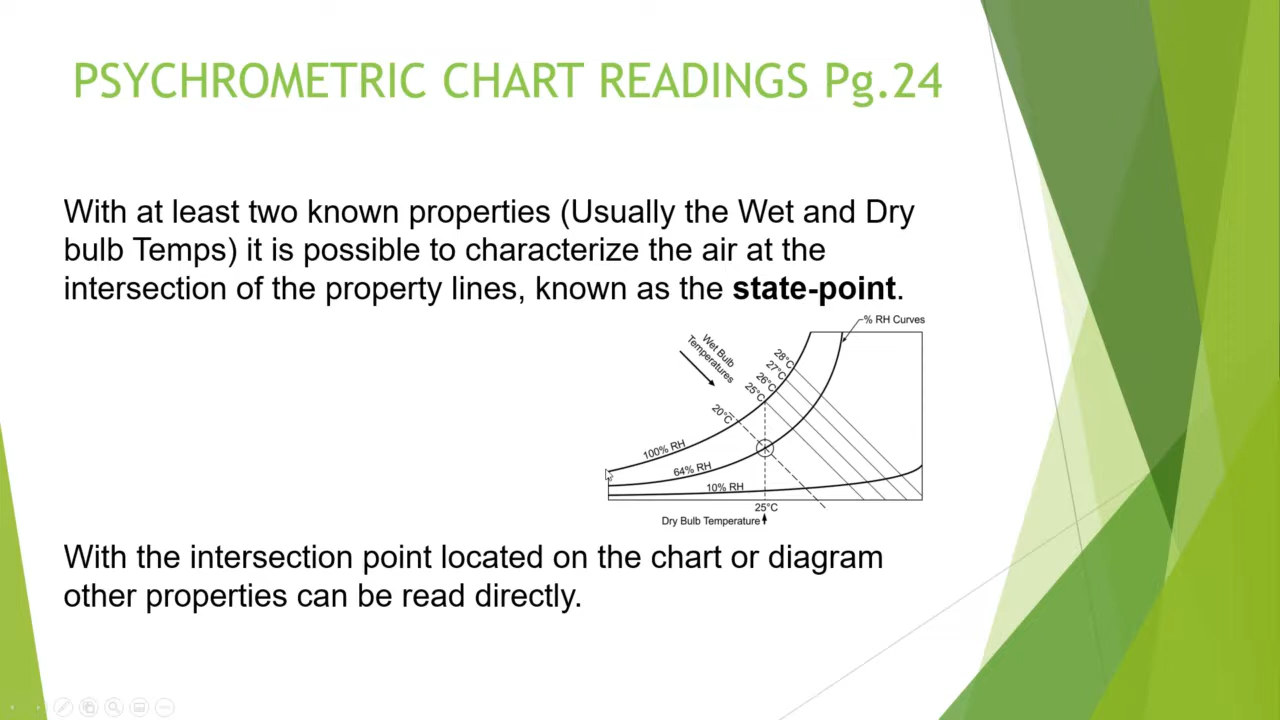 PSYCHROMETRIC CHART READINGS Pg.24
With at least two known properties (Usually the Wet and Dry
bulb Temps) it is possible to characterize the air at the
intersection of the property lines, known as the state-point.
% RH Curves
Wet Bulb
Temperatures
28°C
27°C
26°C
25°C
20°C
100% RH
64% RH
10% RH
25°C
Dry Bulb Temperature
With the intersection point located on the chart or diagram
other properties can be read directly.